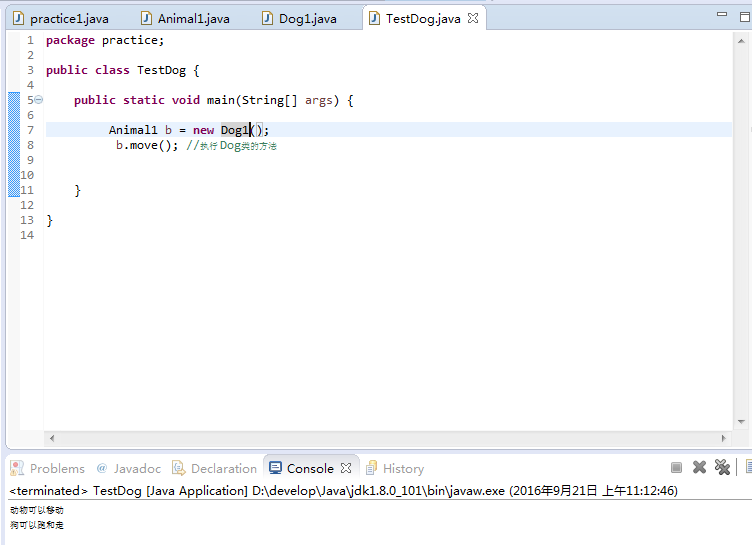 practice1.java Animal1.java Dog1.java TestDog.java
1 package practice;
2
3 public class TestDog {
4
5 public static void main(String[] args) {
6
7 Animal1 b = new Dog1();
8 b.move(); //执行 Dog类的方法
9
10
11 }
12
13 }
14
Problems @ Javadoc Declaration Console History
<terminated> TestDog [Java Application] D:\develop\Java\jdk1.8.0_101\bin\javaw.exe (2016年9月21日 上午11:12:46)
动物可以移动
狗可以跑和走